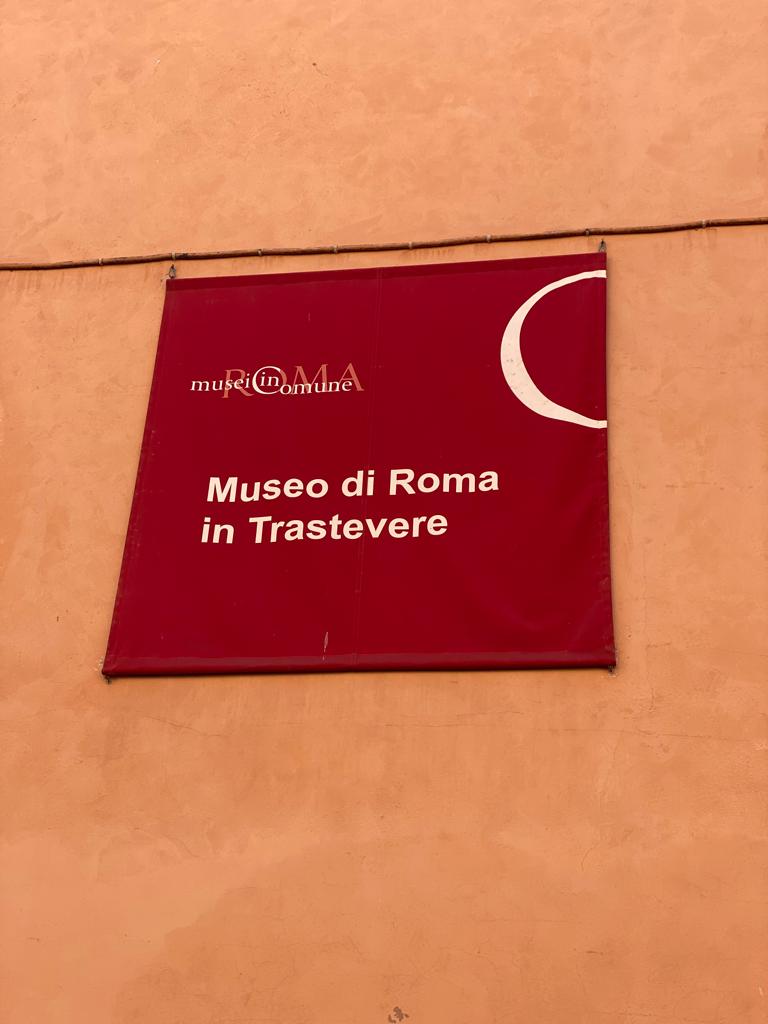 ROMA
musei in Comune
Museo di Roma
in Trastevere